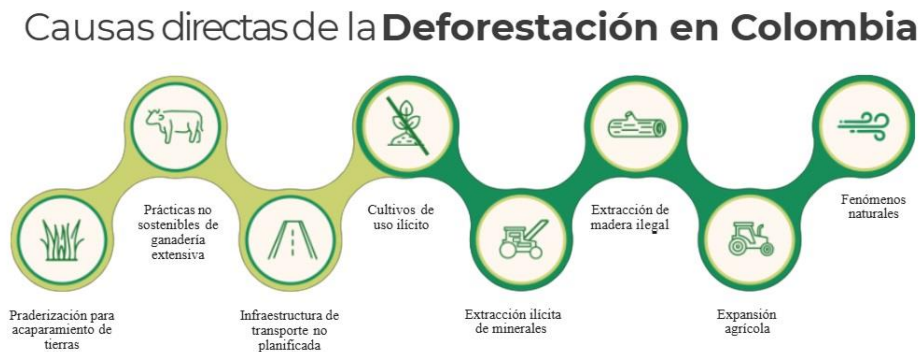 Causas directas de la Deforestación en Colombia
Praderización para
acaparamiento de
tierras
Prácticas no
sostenibles de
ganadería
extensiva
Infraestructura de
transporte no
planificada
Cultivos de
uso ilícito
Extracción ilícita
de minerales
Extracción de
madera ilegal
Expansión
agrícola
Fenómenos
naturales